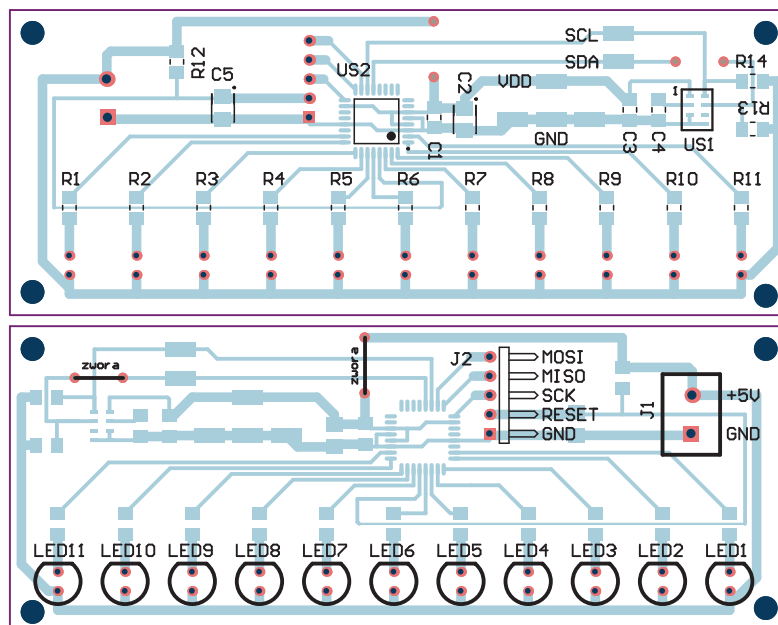 SCL
R12
SDA
R14
US2
C5
C2
VDD
1
R13
C1
GND
C3
C4
US1
R1 R2 R3 R4 R5 R6 R7 R8 R9 R10 R11
zwora
zwora
J2
MOSI
MISO
SCK
RESET
GND
J1
+5V
GND
LED11 LED10 LED9 LED8 LED7 LED6 LED5 LED4 LED3 LED2 LED1